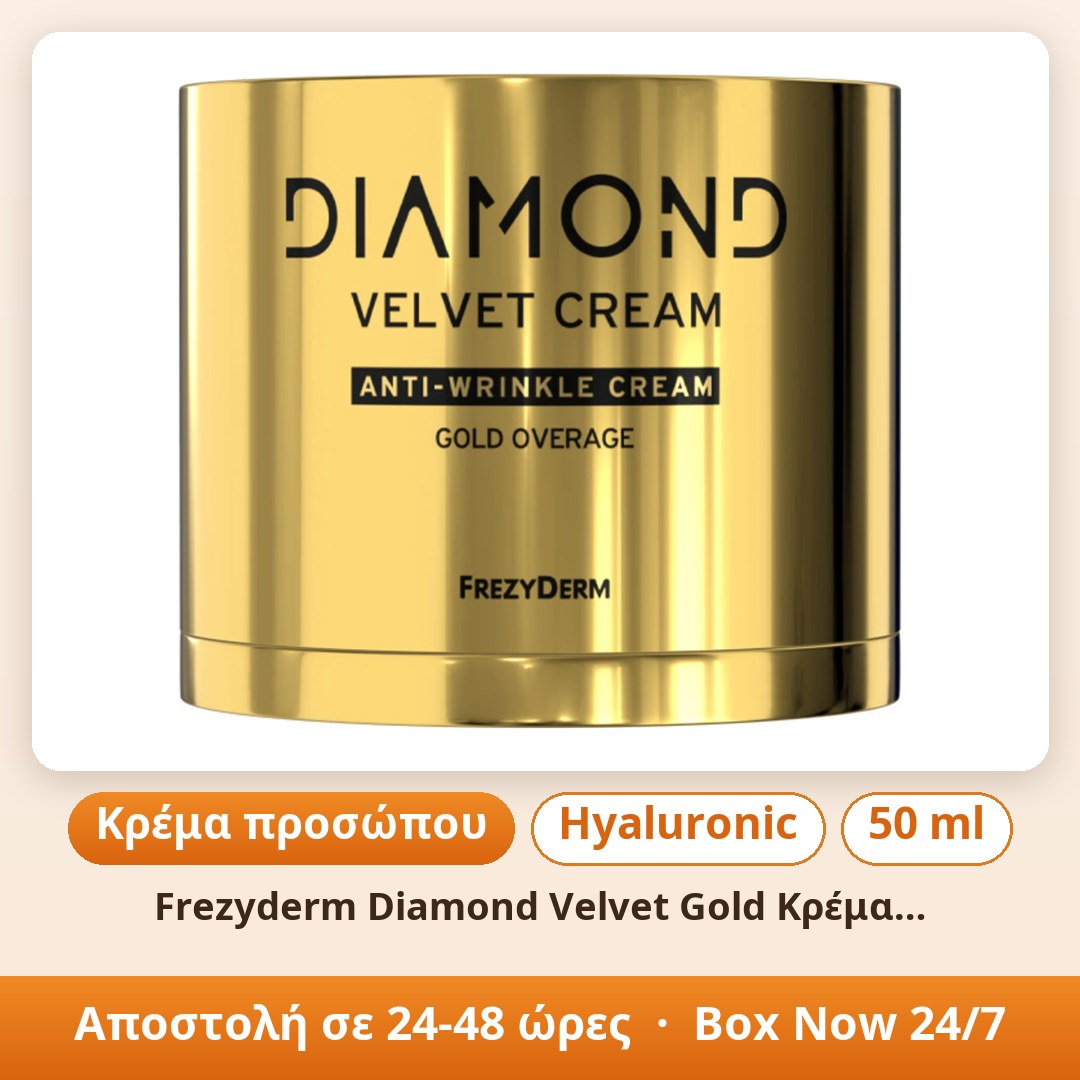 DIAMOND
VELVET CREAM
ANTI-WRINKLE CREAM
GOLD OVERAGE
FREZYDERM
Κρέμα προσώπου
Hyaluronic
50 ml
Frezyderm Diamond Velvet Gold Κρέμα...
Αποστολή σε 24-48 ώρες · Box Now 24/7